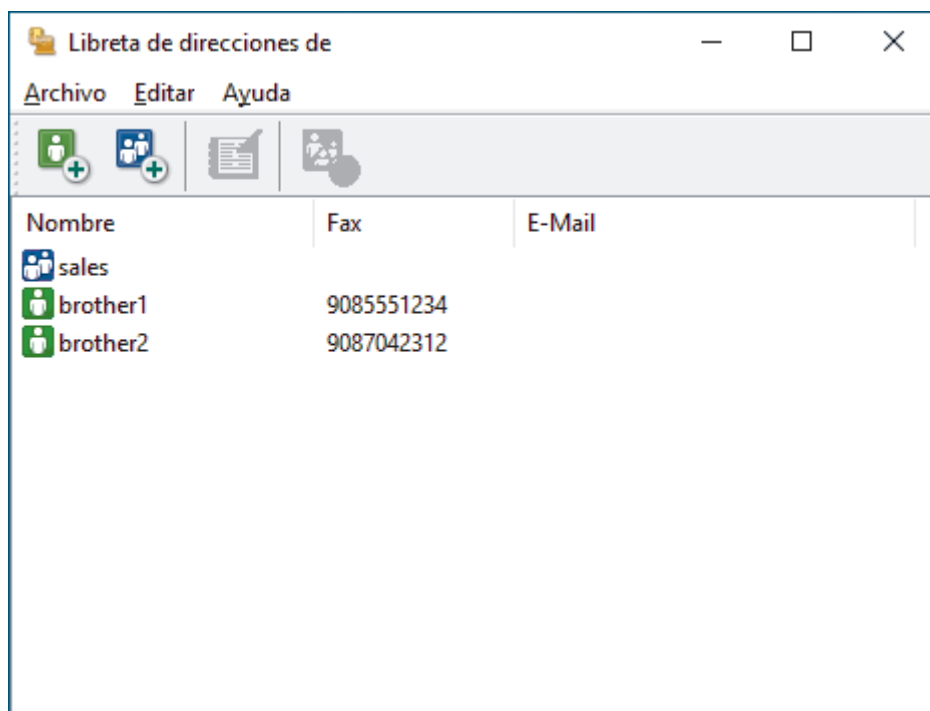 Libreta de direcciones de
Archivo Editar Ayuda
Nombre Fax E-Mail
sales
brother1 9085551234
brother2 9087042312